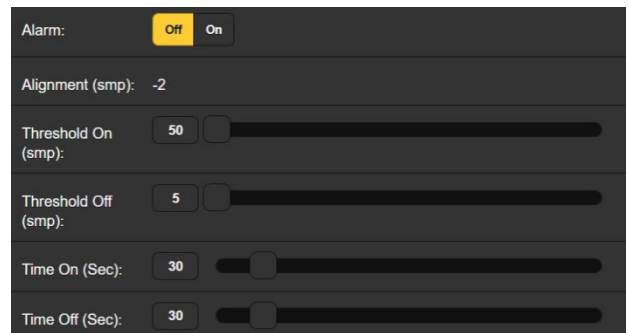 Alarm: Off On
Alignment (smp): -2
Threshold On 50
(smp):
Threshold Off 5
(smp):
Time On (Sec): 30
Time Off (Sec): 30